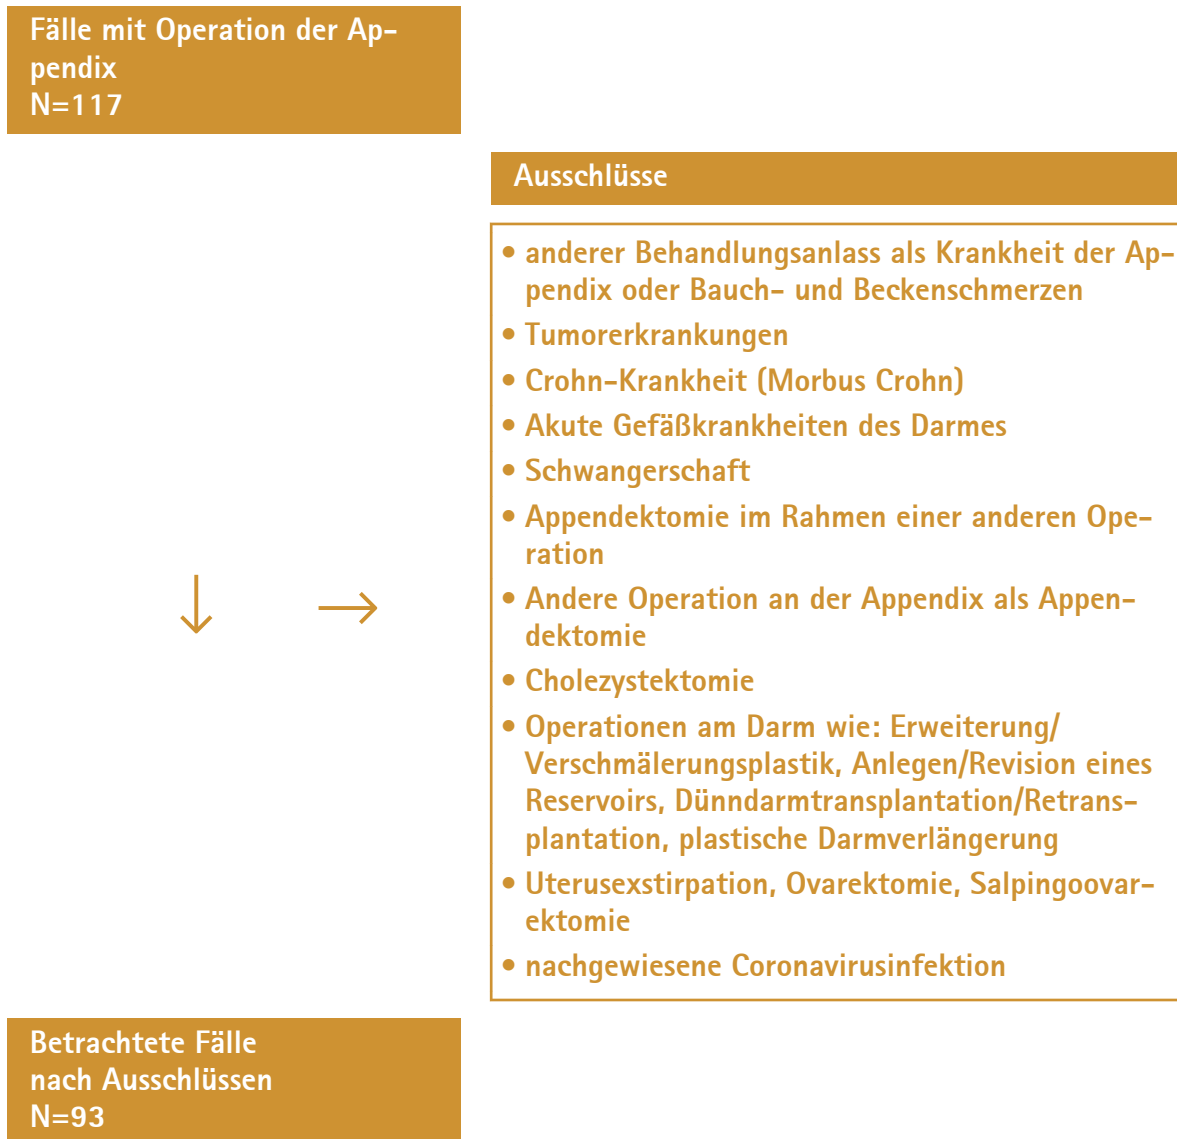 Fälle mit Operation der Ap-
pendix
N=117
Ausschlüsse
• anderer Behandlungsanlass als Krankheit der Ap-
pendix oder Bauch- und Beckenschmerzen
• Tumorerkrankungen
• Crohn-Krankheit (Morbus Crohn)
• Akute Gefäßkrankheiten des Darmes
• Schwangerschaft
• Appendektomie im Rahmen einer anderen Ope-
ration
• Andere Operation an der Appendix als Appen-
dektomie
• Cholezystektomie
• Operationen am Darm wie: Erweiterung/
Verschmälerungsplastik, Anlegen/Revision eines
Reservoirs, Dünndarmtransplantation/Retrans-
plantation, plastische Darmverlängerung
• Uterusexstirpation, Ovarektomie, Salpingoovar-
ektomie
• nachgewiesene Coronavirusinfektion
Betrachtete Fälle
nach Ausschlüssen
N=93